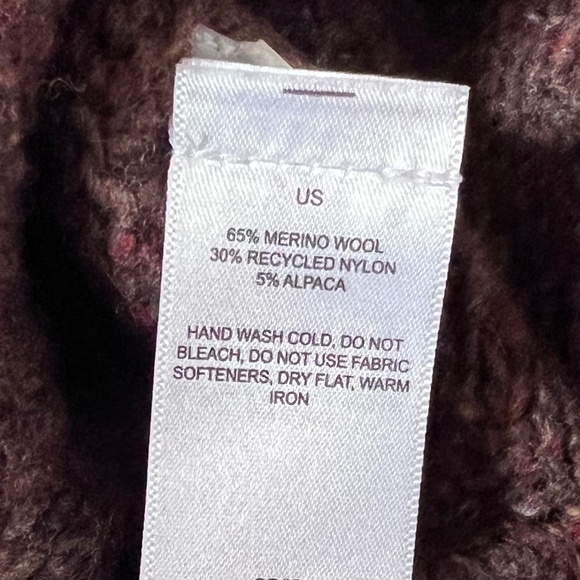 US
65% MERINO WOOL
30% RECYCLED NYLON
5% ALPACA
HAND WASH COLD, DO NOT
BLEACH, DO NOT USE FABRIC
SOFTENERS, DRY FLAT, WARM
IRON